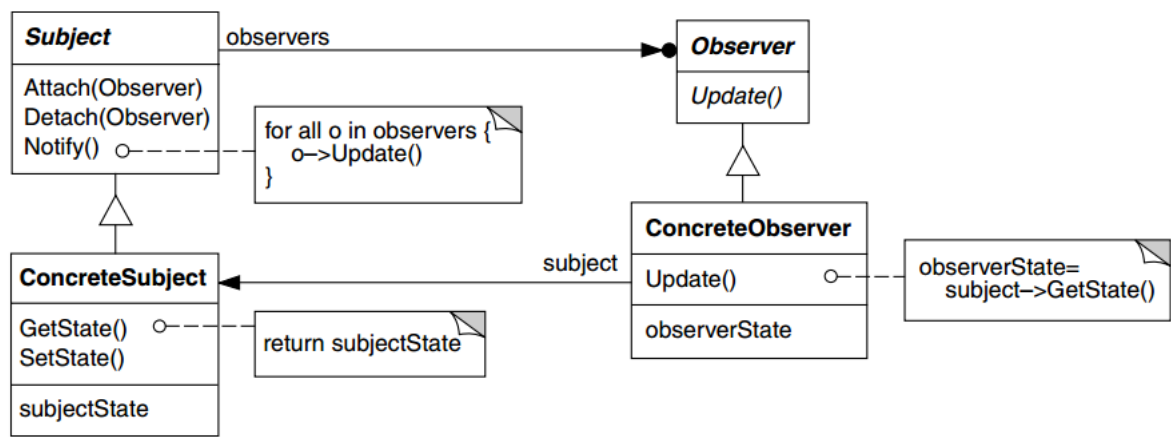 Subject
Attach(Observer)
Detach(Observer)
Notify()
observers
for all o in observers {
o–>Update()
}
Observer
Update()
ConcreteSubject
GetState()
SetState()
subjectState
return subjectState
subject
ConcreteObserver
Update()
observerState
observerState=
subject–>GetState()